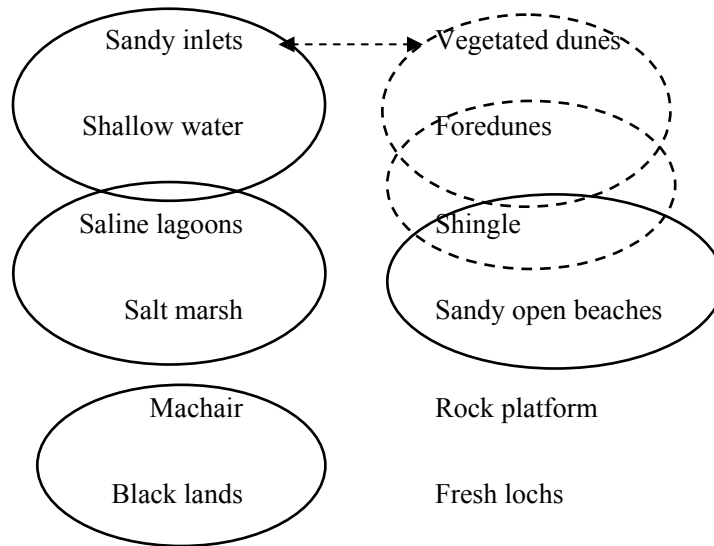 Sandy inlets
Vegetated dunes
Shallow water
Foredunes
Saline lagoons
Shingle
Salt marsh
Sandy open beaches
Machair
Rock platform
Black lands
Fresh lochs